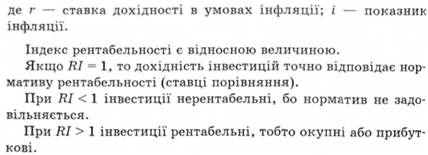 де r — ставка дохідності в умовах інфляції; i — показник
інфляції.
Індекс рентабельності є відносною величиною.
Якщо RI = 1, то дохідність інвестицій точно відповідає нор-
мативу рентабельності (ставці порівняння).
При RI < 1 инвестиції нерентабельні, бо норматив не задо-
вільняється.
При RI > 1 інвестиції рентабельні, тобто окупні або прибут-
кові.